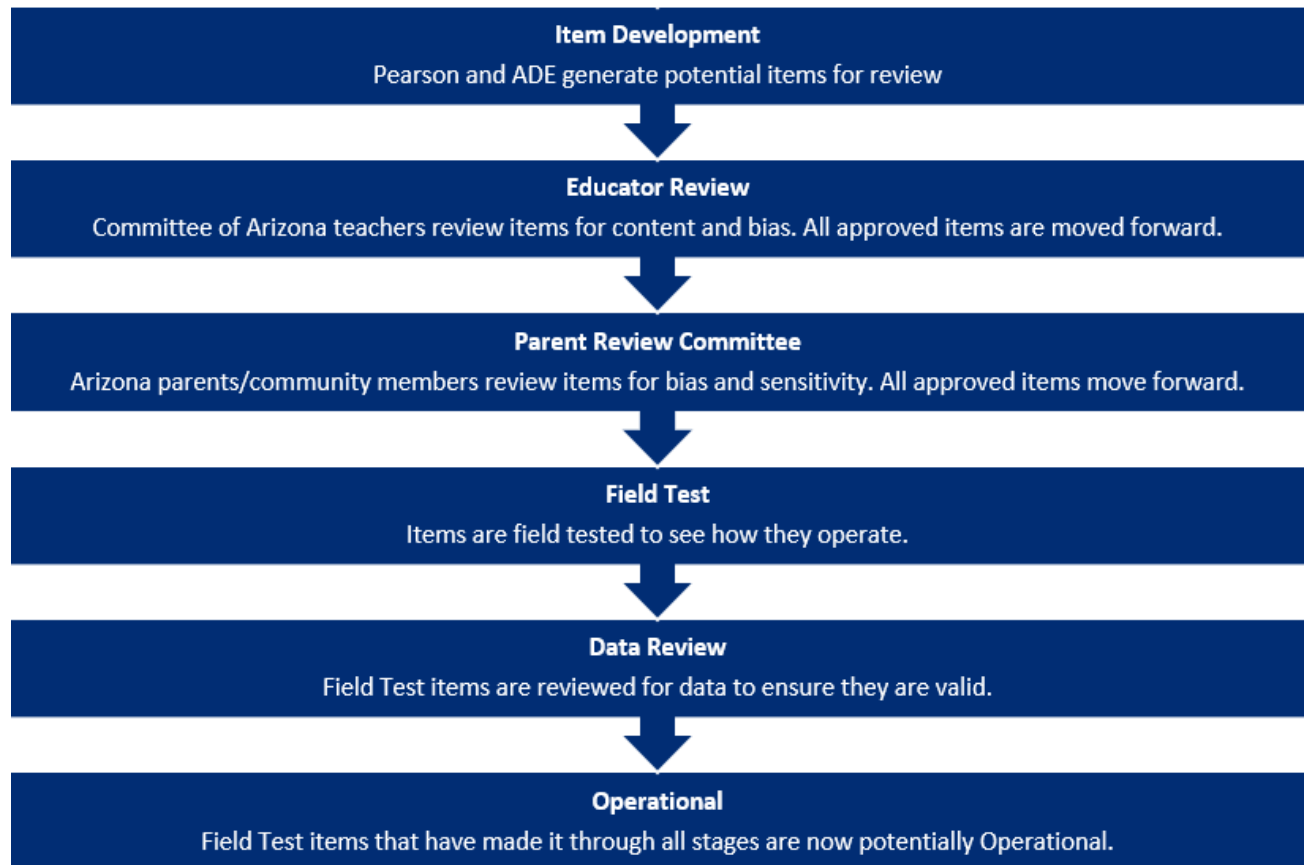 Item Development
Pearson and ADE generate potential items for review
Educator Review
Committee of Arizona teachers review items for content and bias. All approved items are moved forward.
Parent Review Committee
Arizona parents/community members review items for bias and sensitivity. All approved items move forward.
Field Test
Items are field tested to see how they operate.
Data Review
Field Test items are reviewed for data to ensure they are valid.
Operational
Field Test items that have made it through all stages are now potentially Operational.